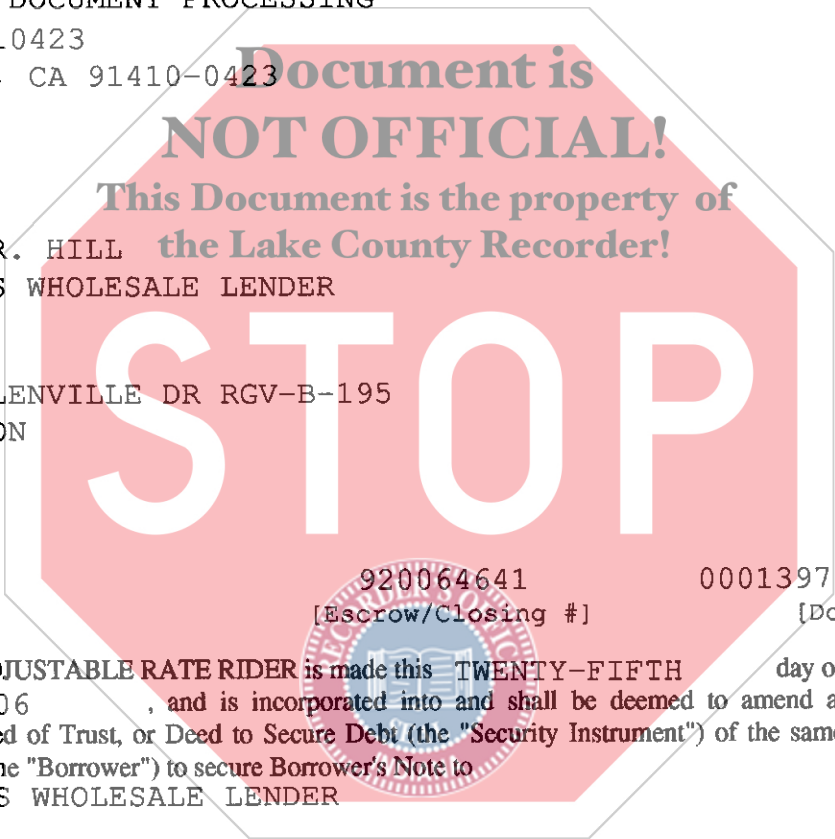 DOCUMENT PROCESSING
10423
CA 91410-0423
Document is
NOT OFFICIAL!
This Document is the property of
the Lake County Recorder!
R. HILL
S WHOLESALE LENDER
LENVILLE DR RGV-B-195
ON
STOP
920064641 0001397
[Escrow/Closing #] [Do
DJUSTABLE RATE RIDER is made this TWENTY-FIFTH day o
06 , and is incorporated into and shall be deemed to amend a
ed of Trust, or Deed to Secure Debt (the "Security Instrument") of the same
he "Borrower") to secure Borrower's Note to
S WHOLESALE LENDER
RECORDER'S OFFICE
SEAL